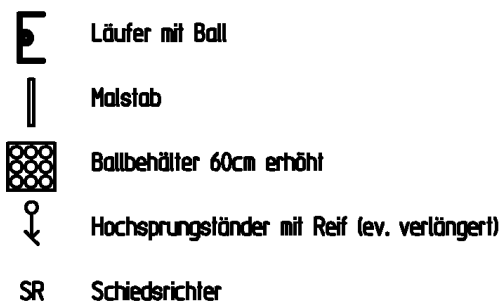 Läufer mit Ball
Malstab
Ballbehälter 60cm erhöht
Hochsprungständer mit Reif (ev. verlängert)
SR Schiedsrichter